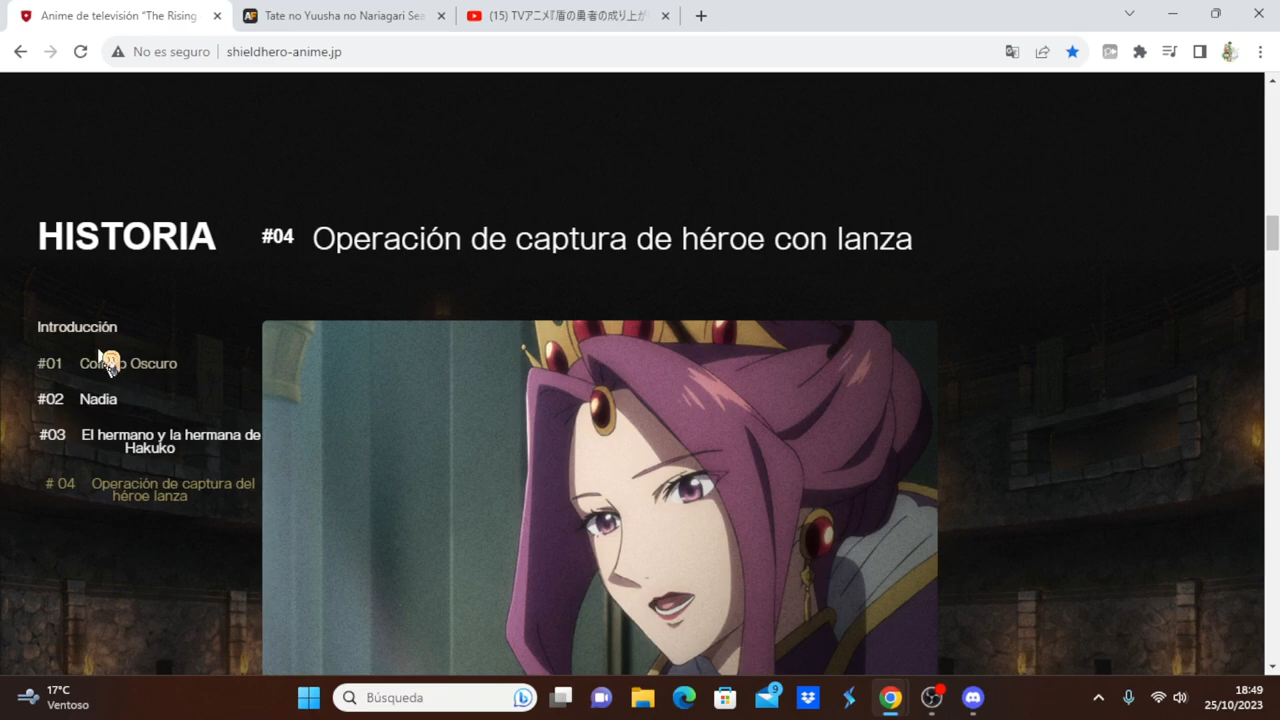 Anime de televisión "The Rising
Tate no Yuusha no Nariagari Sea
(15) TVアニメ『盾の勇者の成り上が
No es seguro
shieldhero-anime.jp
HISTORIA
#04 Operación de captura de héroe con lanza
Introducción
#01 Oscuro
#02 Nadia
#03 El hermano y la hermana de
Hakuko
# 04 Operación de captura del
héroe lanza
17°C
Ventoso
Búsqueda
9
18:49
25/10/2023